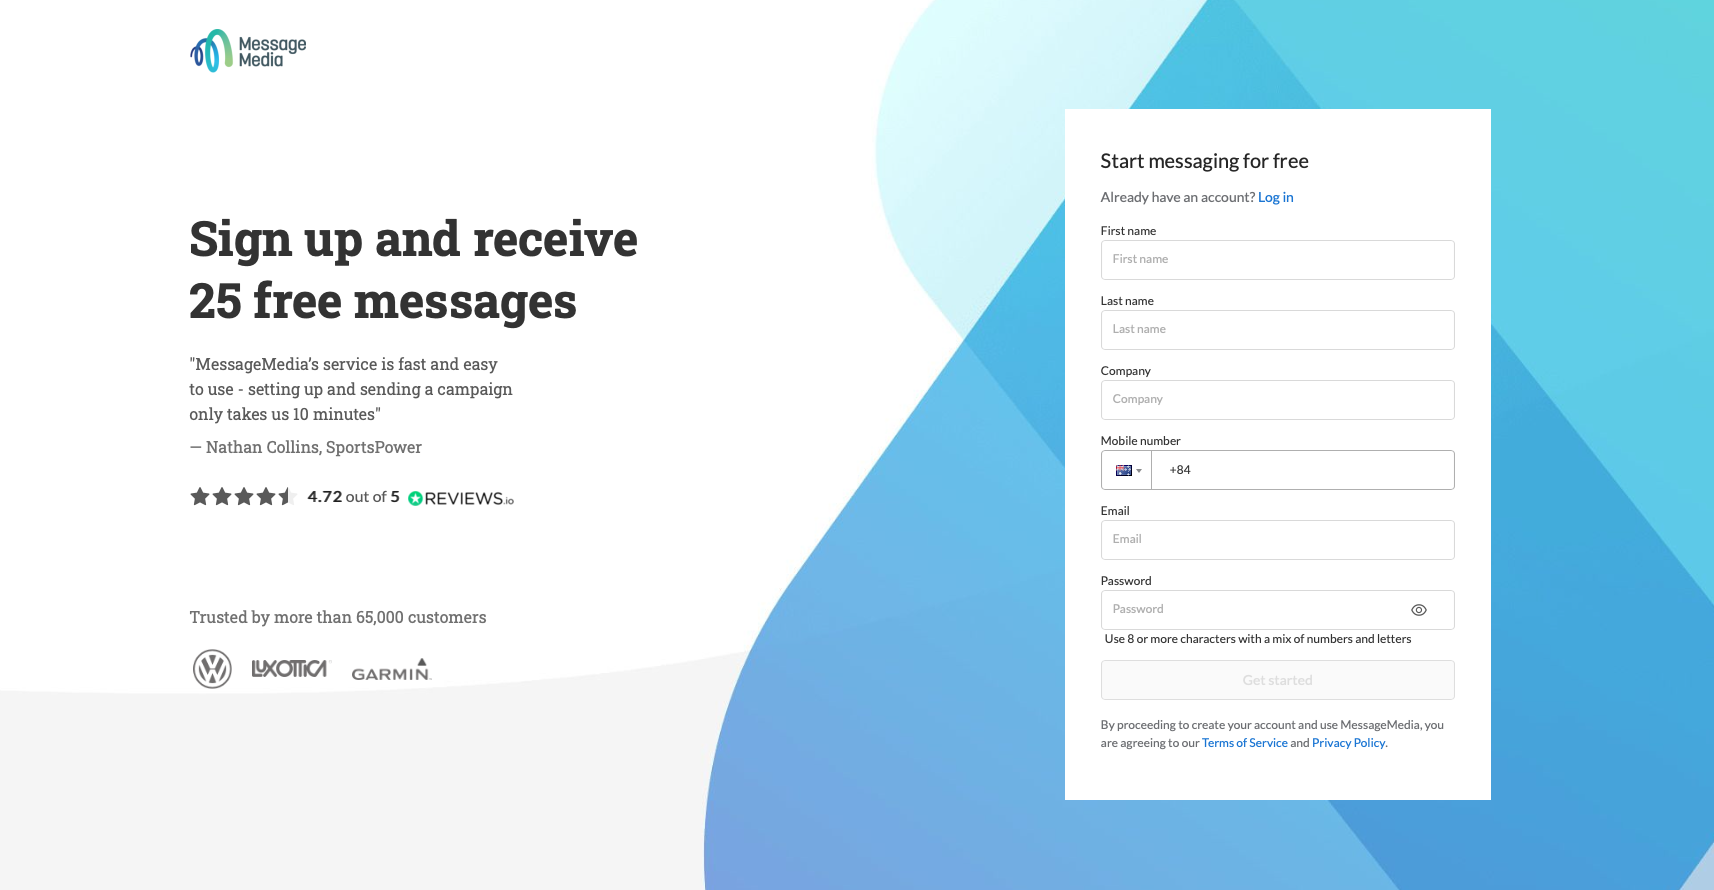 Message
Media
Sign up and receive
25 free messages
"MessageMedia’s service is fast and easy
to use - setting up and sending a campaign
only takes us 10 minutes"
— Nathan Collins, SportsPower
4.72 out of 5 REVIEWS.io
Trusted by more than 65,000 customers
LUXOTTICA
GARMIN.
Start messaging for free
Already have an account? Log in
First name
First name
Last name
Last name
Company
Company
Mobile number
+84
Email
Email
Password
Password
Use 8 or more characters with a mix of numbers and letters
Get started
By proceeding to create your account and use MessageMedia, you
are agreeing to our Terms of Service and Privacy Policy.